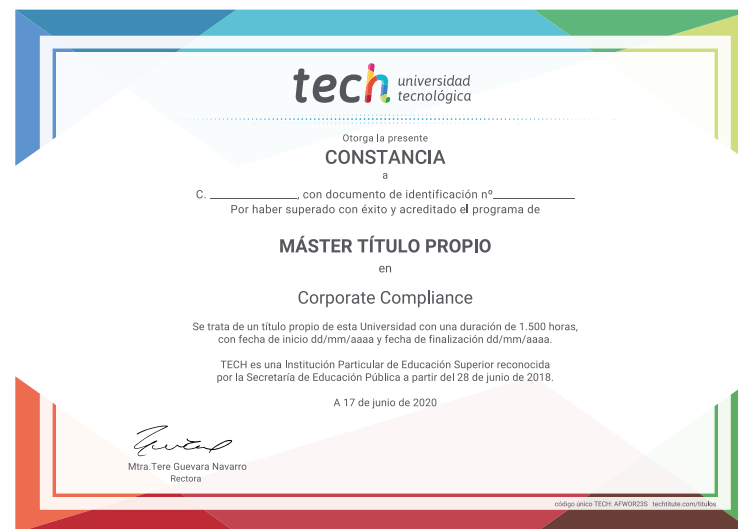 tech universidad
tecnológica
Otorga la presente
CONSTANCIA
a
C. ______________, con documento de identificación nº______________
Por haber superado con éxito y acreditado el programa de
MÁSTER TÍTULO PROPIO
en
Corporate Compliance
Se trata de un título propio de esta Universidad con una duración de 1.500 horas,
con fecha de inicio dd/mm/aaaa y fecha de finalización dd/mm/aaaa.
TECH es una Institución Particular de Educación Superior reconocida
por la Secretaría de Educación Pública a partir del 28 de junio de 2018.
A 17 de junio de 2020
Mtra.Tere Guevara Navarro
Rectora
código único TECH: AFWOR23S techtitute.com/titulos